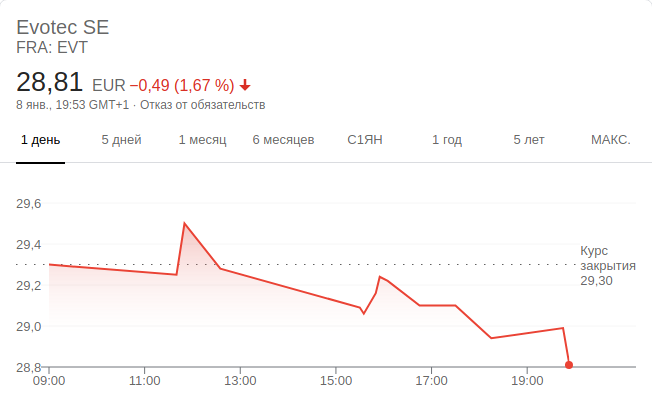 Evotec SE
FRA: EVT
28,81 EUR −0,49 (1,67 %)
8 янв., 19:53 GMT+1 · Отказ от обязательств
1 день 5 дней 1 месяц 6 месяцев С1ЯН 1 год 5 лет МАКС.
29,6
29,4
Курс
закрытия
29,30
29,2
29,0
28,8
09:00 11:00 13:00 15:00 17:00 19:00